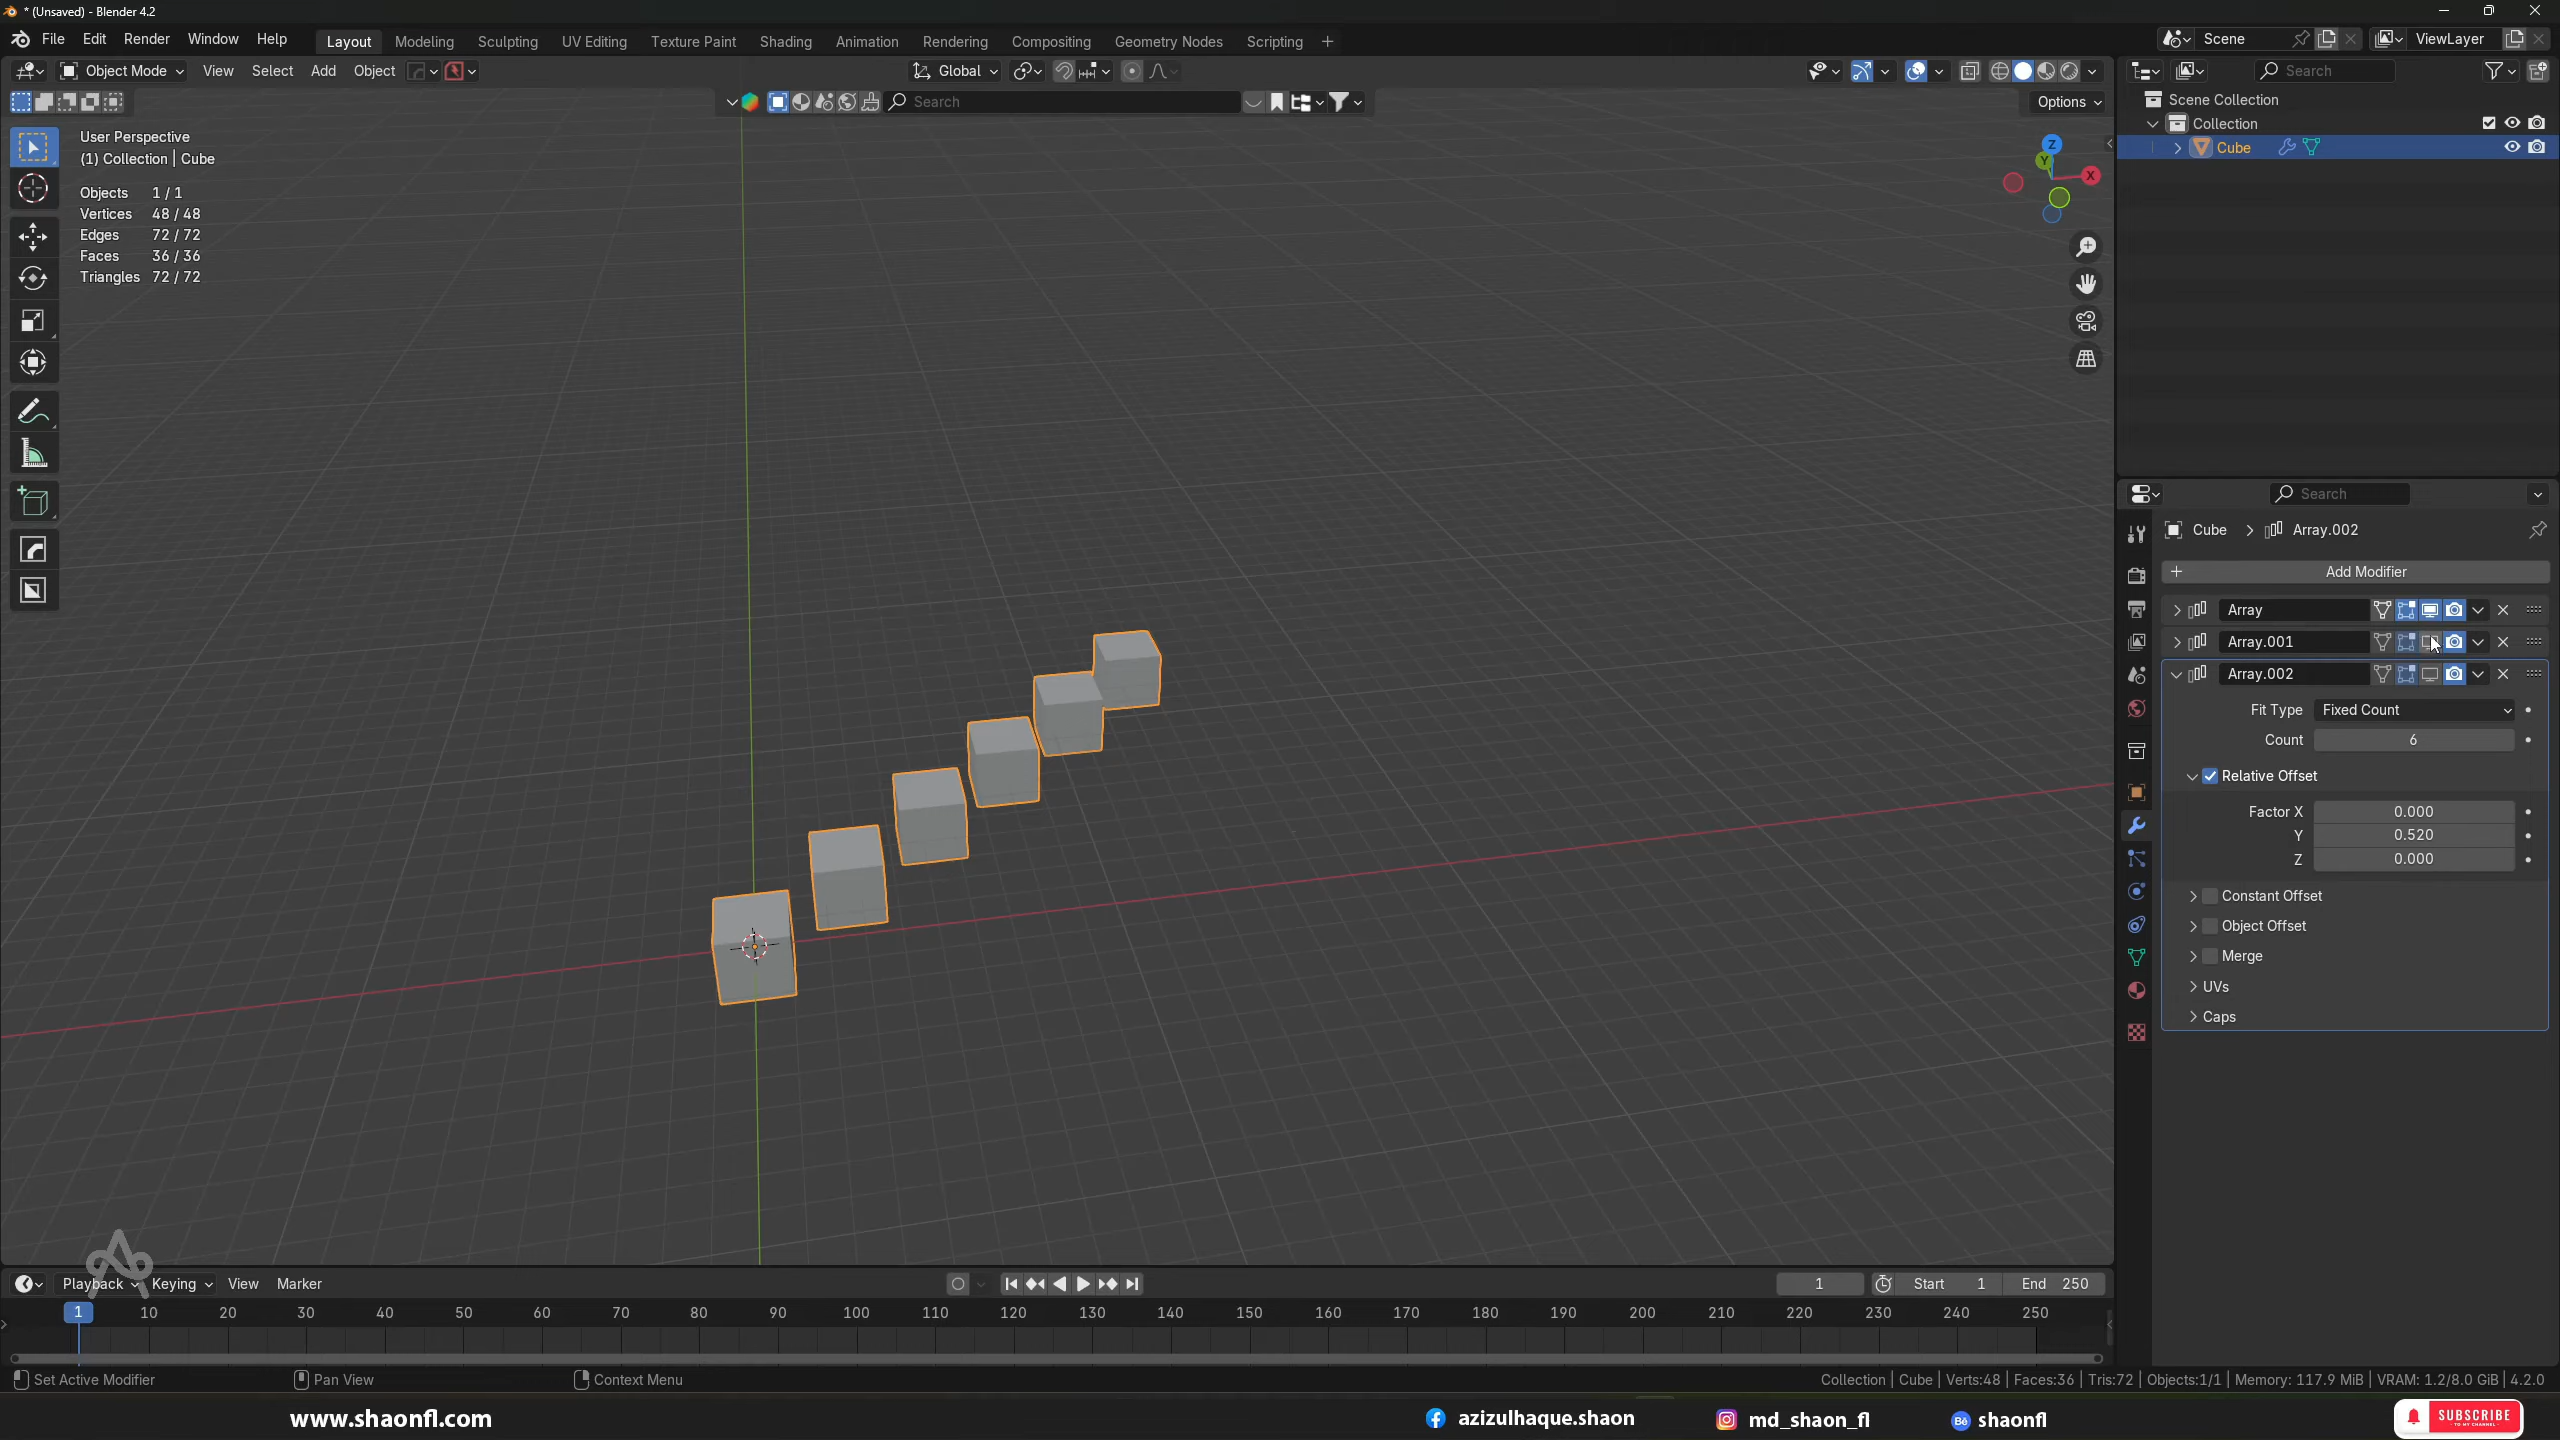 * (Unsaved) - Blender 4.2
File Edit Render Window Help Layout Modeling Sculpting UV Editing Texture Paint Shading Animation Rendering Compositing Geometry Nodes Scripting + Scene ViewLayer
Object Mode View Select Add Object Global Search
Search Options
User Perspective
(1) Collection | Cube
Objects 1 / 1
Vertices 48 / 48
Edges 72 / 72
Faces 36 / 36
Triangles 72 / 72
Z
Y
X
Scene Collection
Collection
Cube
Search
Cube > Array.002
+ Add Modifier
Array
Array.001
Array.002
Fit Type Fixed Count
Count 6
Relative Offset
Factor X 0.000
Y 0.520
Z 0.000
Constant Offset
Object Offset
Merge
UVs
Caps
Playback Keying View Marker 1 Start 1 End 250
1 10 20 30 40 50 60 70 80 90 100 110 120 130 140 150 160 170 180 190 200 210 220 230 240 250
Set Active Modifier Pan View Context Menu Collection | Cube | Verts:48 | Faces:36 | Tris:72 | Objects:1/1 | Memory: 117.9 MiB | VRAM: 1.2/8.0 GiB | 4.2.0
www.shaonfl.com azizulhaque.shaon md_shaon_fl Bē shaonfl SUBSCRIBE
TO MY CHANNEL